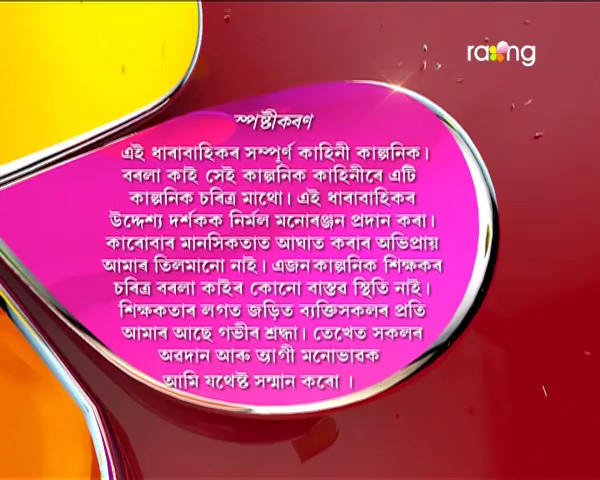 raong
স্পষ্টীকৰণ
এই ধাৰাবাহিকৰ সম্পূৰ্ণ কাহিনী কাল্পনিক।
বৰলা কাই সেই কাল্পনিক কাহিনীৰে এটি
কাল্পনিক চৰিত্ৰ মাথো। এই ধাৰাবাহিকৰ
উদ্দেশ্য দৰ্শকক নিৰ্মল মনোৰঞ্জন প্ৰদান কৰা।
কাৰোবাৰ মানসিকতাত আঘাত কৰাৰ অভিপ্ৰায়
আমাৰ তিলমানো নাই। এজন কাল্পনিক শিক্ষকৰ
চৰিত্ৰ বৰলা কাইৰ কোনো বাস্তৱ স্থিতি নাই।
শিক্ষকতাৰ লগত জড়িত ব্যক্তিসকলৰ প্ৰতি
আমাৰ আছে গভীৰ শ্ৰদ্ধা। তেখেত সকলৰ
অৱদান আৰু ত্যাগী মনোভাৱক
আমি যথেষ্ট সন্মান কৰো ।